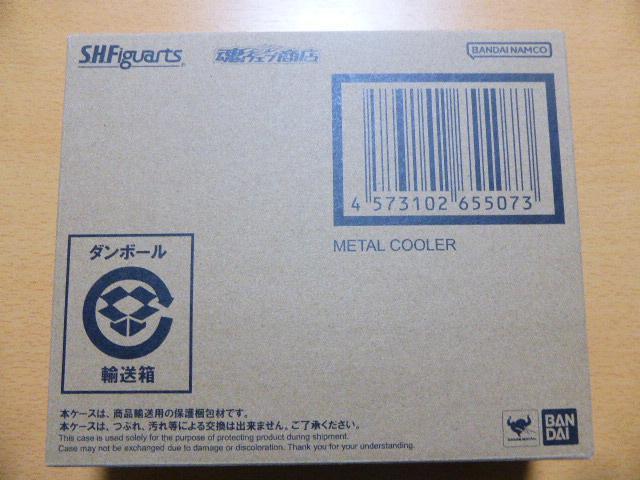 S.H.Figuarts
魂ウェブ商店
BANDAI NAMCO
4 573102 655073
METAL COOLER
ダンボール
輸送箱
本ケースは、商品輸送用の保護梱包材です。
本ケースは、つぶれ、汚れ等による交換は出来ません。ご了承ください。
This case is used solely for the purpose of protecting product during shipment.
Case may not be exchanged due to damage or discoloration. Thank you for your understanding.
BAN
DAI